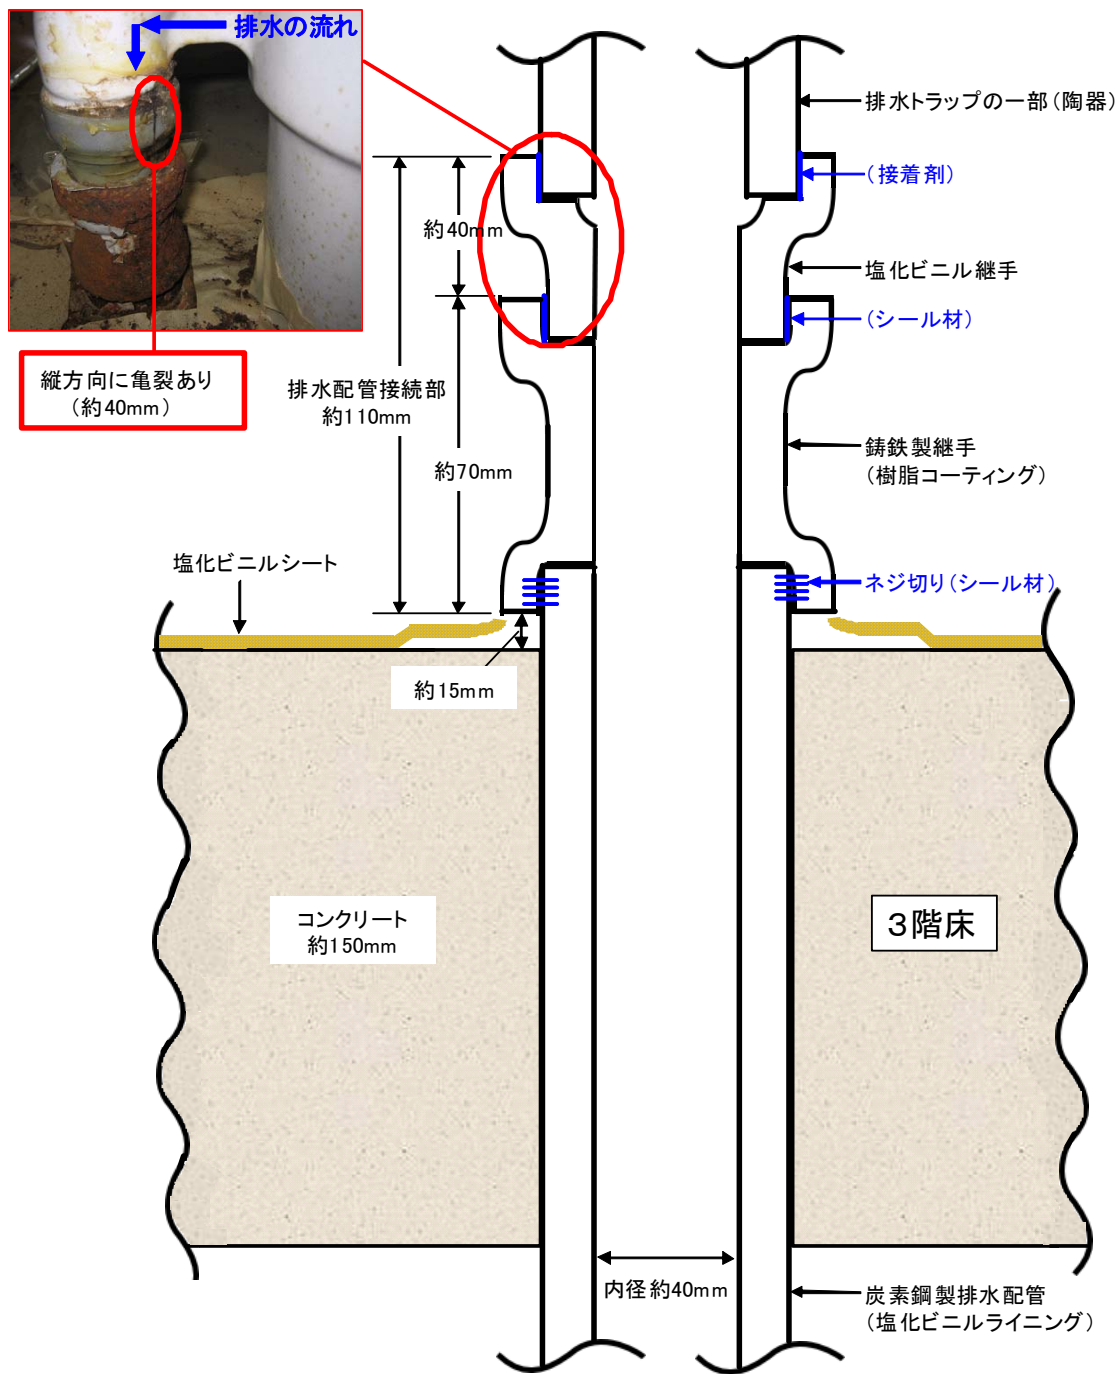 排水の流れ
排水トラップの一部(陶器)
(接着剤)
約40mm
塩化ビニル継手
(シール材)
縦方向に亀裂あり
(約40mm)
排水配管接続部
約110mm
約70mm
鋳鉄製継手
(樹脂コーティング)
塩化ビニルシート
ネジ切り(シール材)
約15mm
コンクリート
約150mm
3階床
内径約40mm
炭素鋼製排水配管
(塩化ビニルライニング)